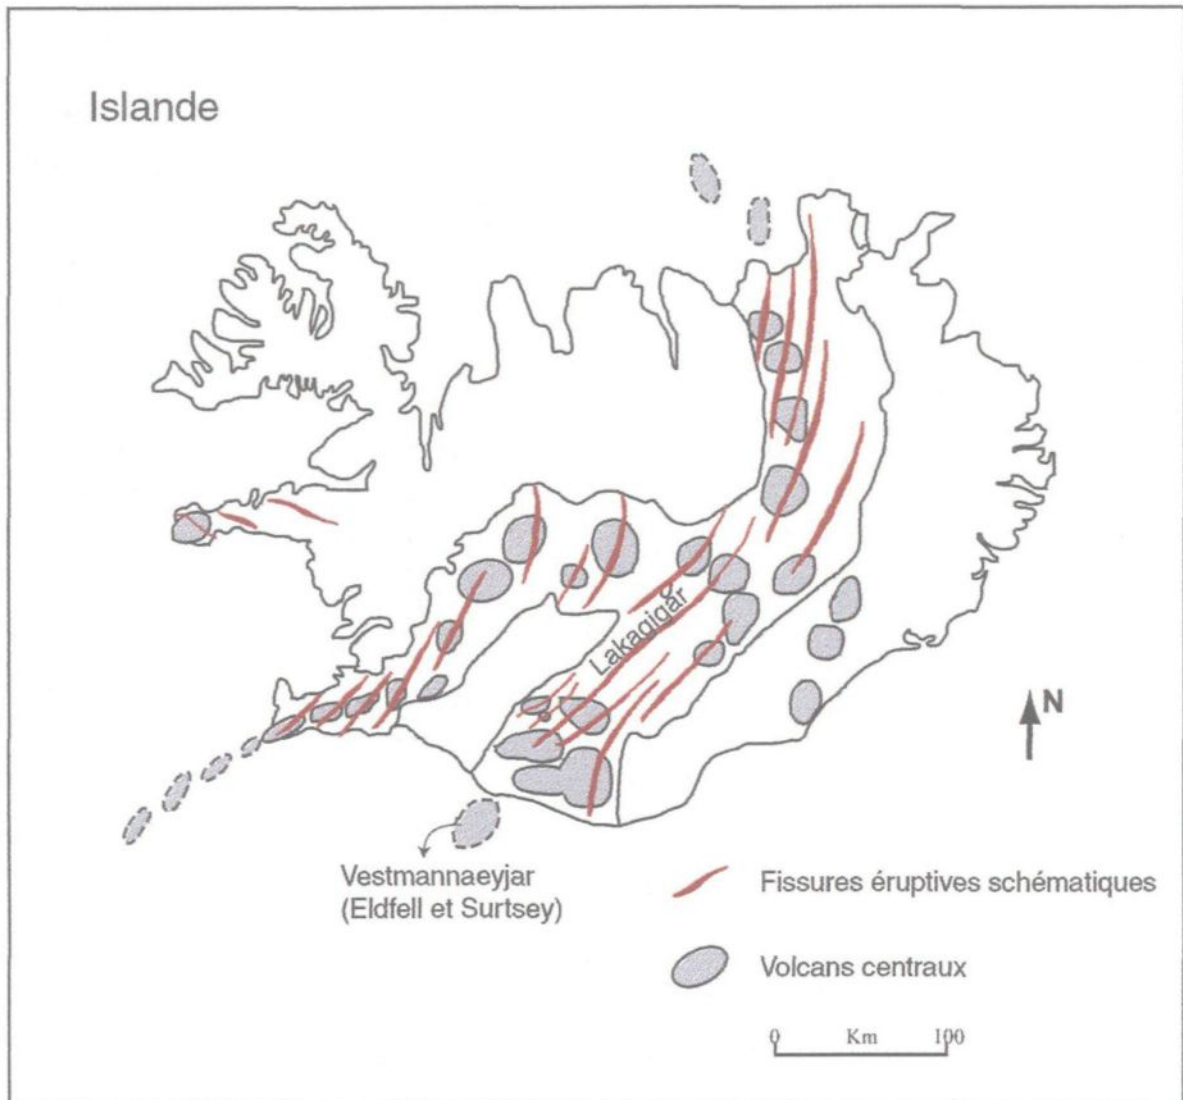 Islande
Lakagigar
N
Vestmannaeyjar
(Eldfell et Surtsey)
Fissures éruptives schématiques
Volcans centraux
0 Km 100